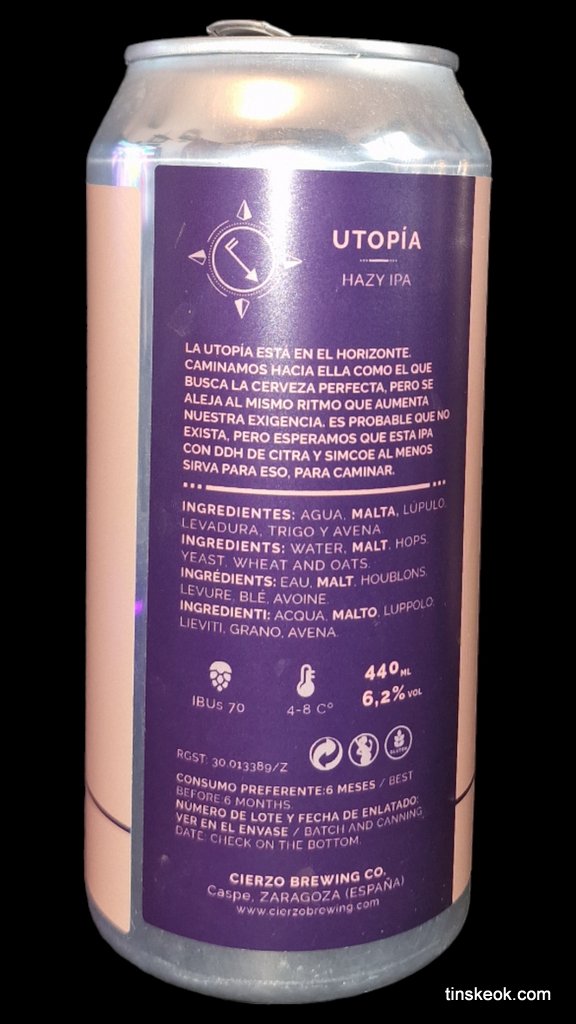 UTOPÍA
HAZY IPA
LA UTOPÍA ESTÁ EN EL HORIZONTE.
CAMINAMOS HACIA ELLA COMO EL QUE
BUSCA LA CERVEZA PERFECTA, PERO SE
ALEJA AL MISMO RITMO QUE AUMENTA
NUESTRA EXIGENCIA. ES PROBABLE QUE NO
EXISTA, PERO ESPERAMOS QUE ESTA IPA
CON DDH DE CITRA Y SIMCOE AL MENOS
SIRVA PARA ESO, PARA CAMINAR.
INGREDIENTES: AGUA, MALTA, LÚPULO,
LEVADURA, TRIGO Y AVENA
INGREDIENTS: WATER, MALT, HOPS,
YEAST, WHEAT AND OATS.
INGRÉDIENTS: EAU, MALT, HOUBLONS,
LEVURE, BLÉ, AVOINE.
INGREDIENTI: ACQUA, MALTO, LUPPOLO,
LIEVITI, GRANO, AVENA.
440 ML
6,2% VOL
IBUs 70
4-8 Cº
GLUTEN
RGST: 30.013389/Z
CONSUMO PREFERENTE:6 MESES / BEST
BEFORE:6 MONTHS.
NÚMERO DE LOTE Y FECHA DE ENLATADO:
VER EN EL ENVASE / BATCH AND CANNING
DATE: CHECK ON THE BOTTOM.
CIERZO BREWING CO.
Caspe, ZARAGOZA (ESPAÑA)
www.cierzobrewing.com
tinskeok.com